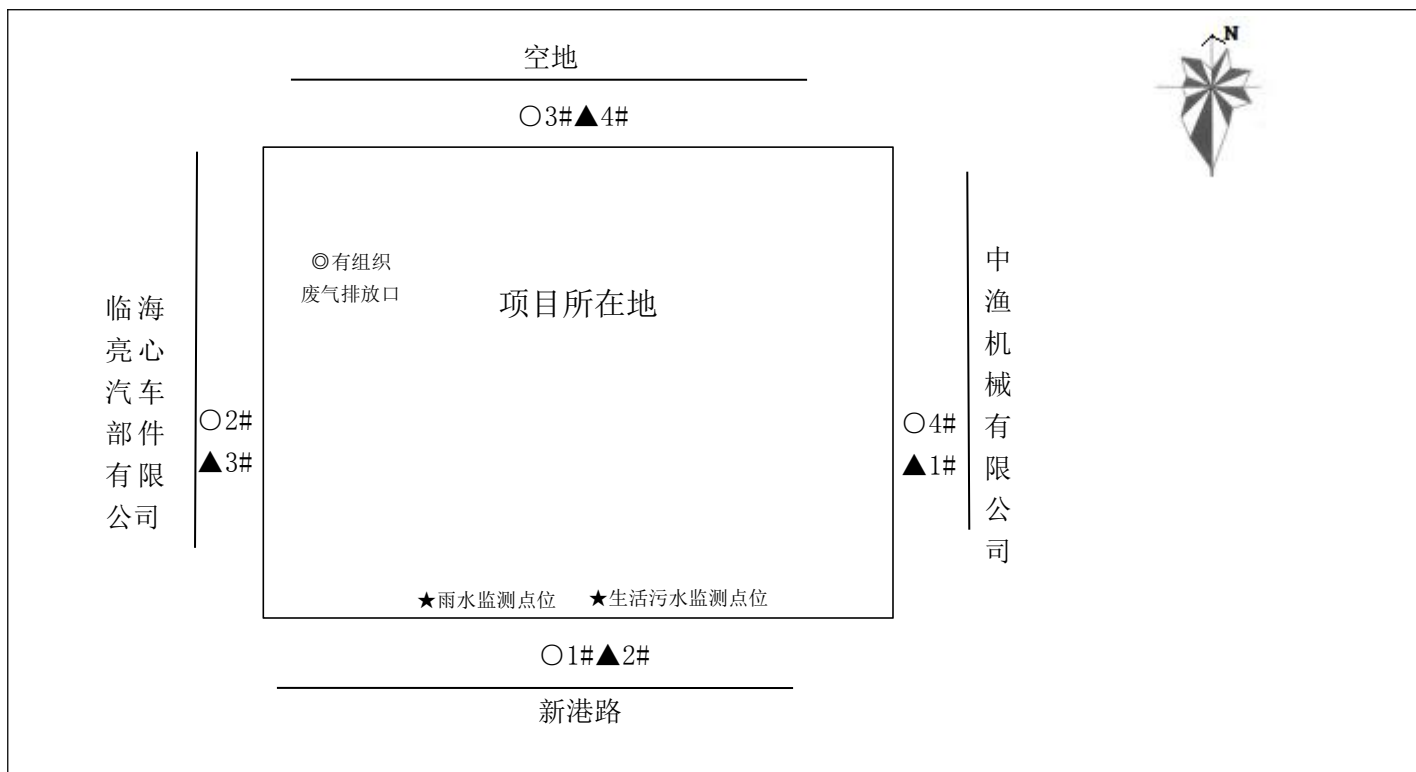 空地
N
○3#▲4#
◎有组织
废气排放口
项目所在地
临海
亮心
汽车
部件
有限
公司
○2#
▲3#
○4#
▲1#
中渔机械有限公司
★雨水监测点位 ★生活污水监测点位
○1#▲2#
新港路